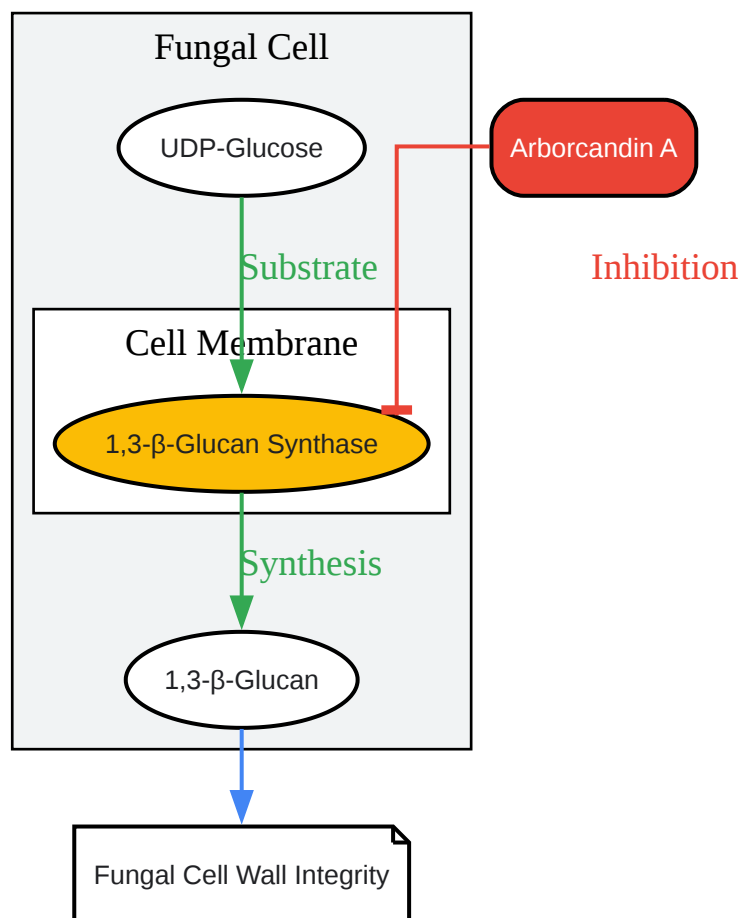 Fungal Cell
UDP-Glucose
Arborcandin A
Substrate
Inhibition
Cell Membrane
1,3-β-Glucan Synthase
Synthesis
1,3-β-Glucan
Fungal Cell Wall Integrity